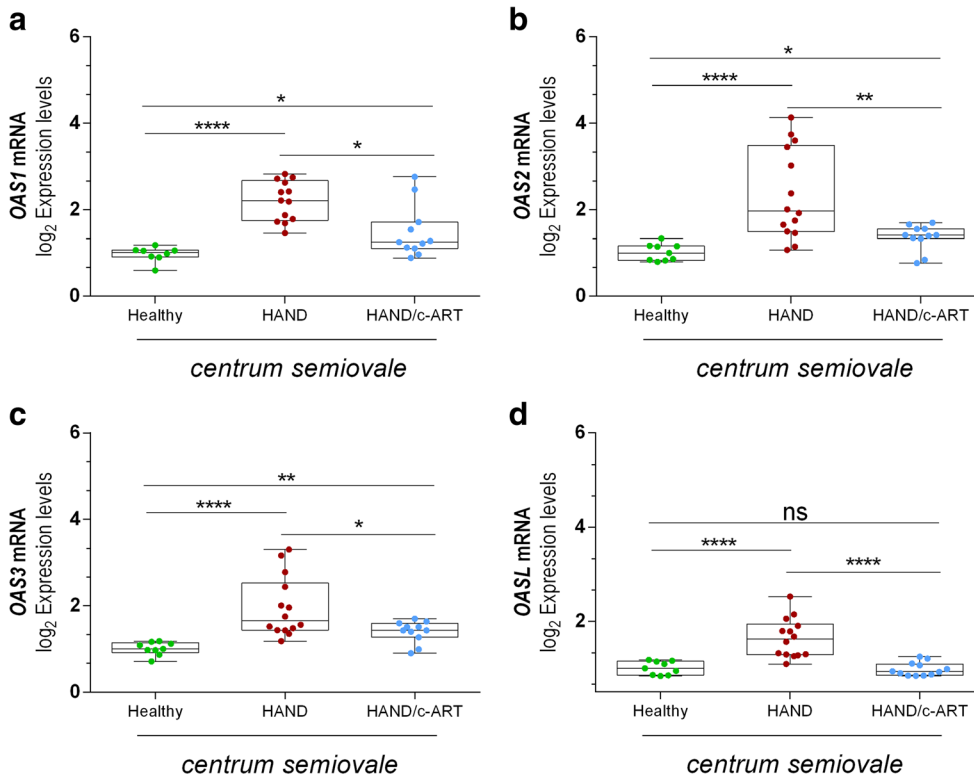 a
6
4
2
0
OAS1 mRNA
log2 Expression levels
*
****
*
Healthy HAND HAND/c-ART
centrum semiovale
b
6
4
2
0
OAS2 mRNA
log2 Expression levels
*
****
**
Healthy HAND HAND/c-ART
centrum semiovale
c
6
4
2
0
OAS3 mRNA
log2 Expression levels
**
****
*
Healthy HAND HAND/c-ART
centrum semiovale
d
6
4
2
OASL mRNA
log2 Expression levels
ns
****
****
Healthy HAND HAND/c-ART
centrum semiovale